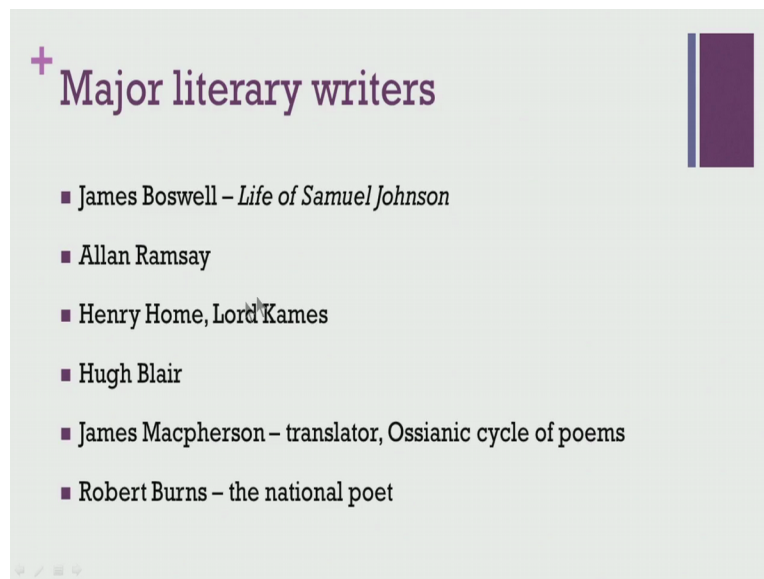 Major literary writers
James Boswell – Life of Samuel Johnson
Allan Ramsay
Henry Home, Lord Kames
Hugh Blair
James Macpherson – translator, Ossianic cycle of poems
Robert Burns – the national poet